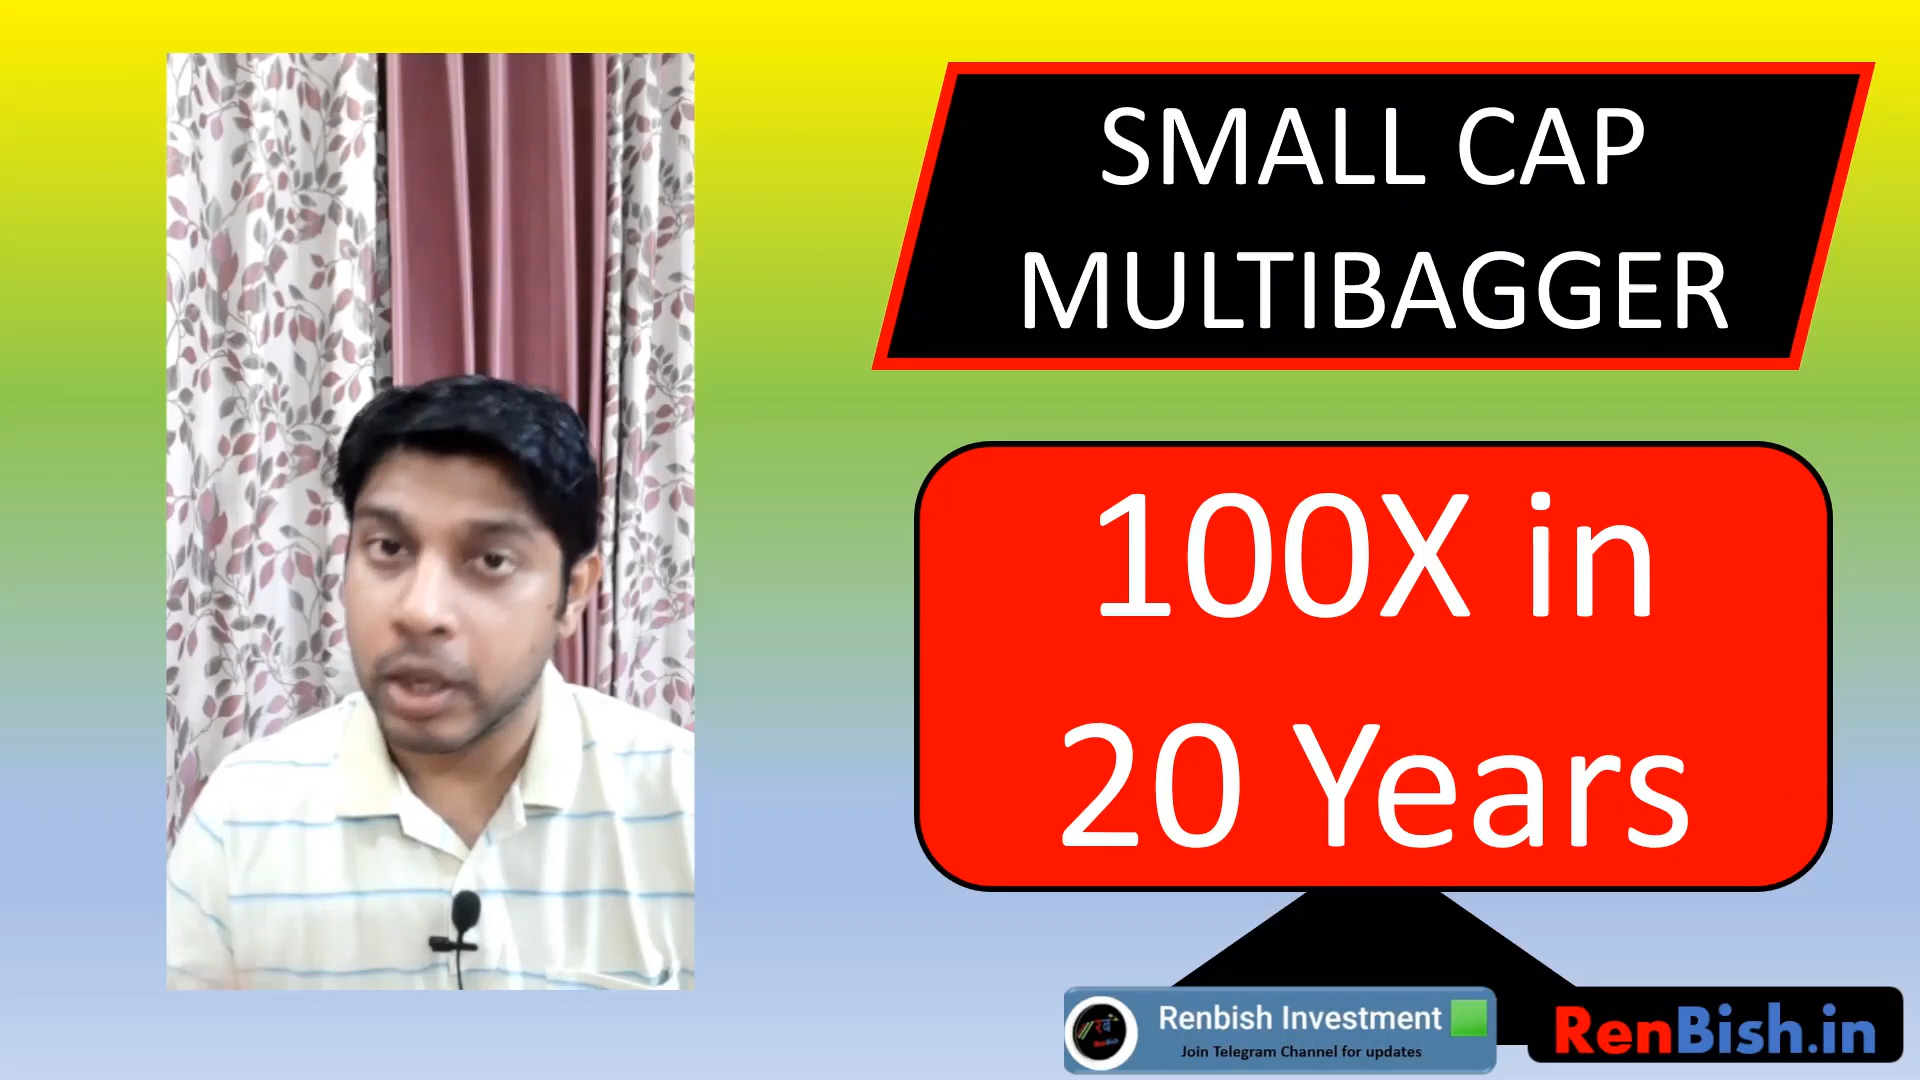 SMALL CAP
MULTIBAGGER
100X in
20 Years
Renbish Investment
Join Telegram Channel for updates
RenBish.in